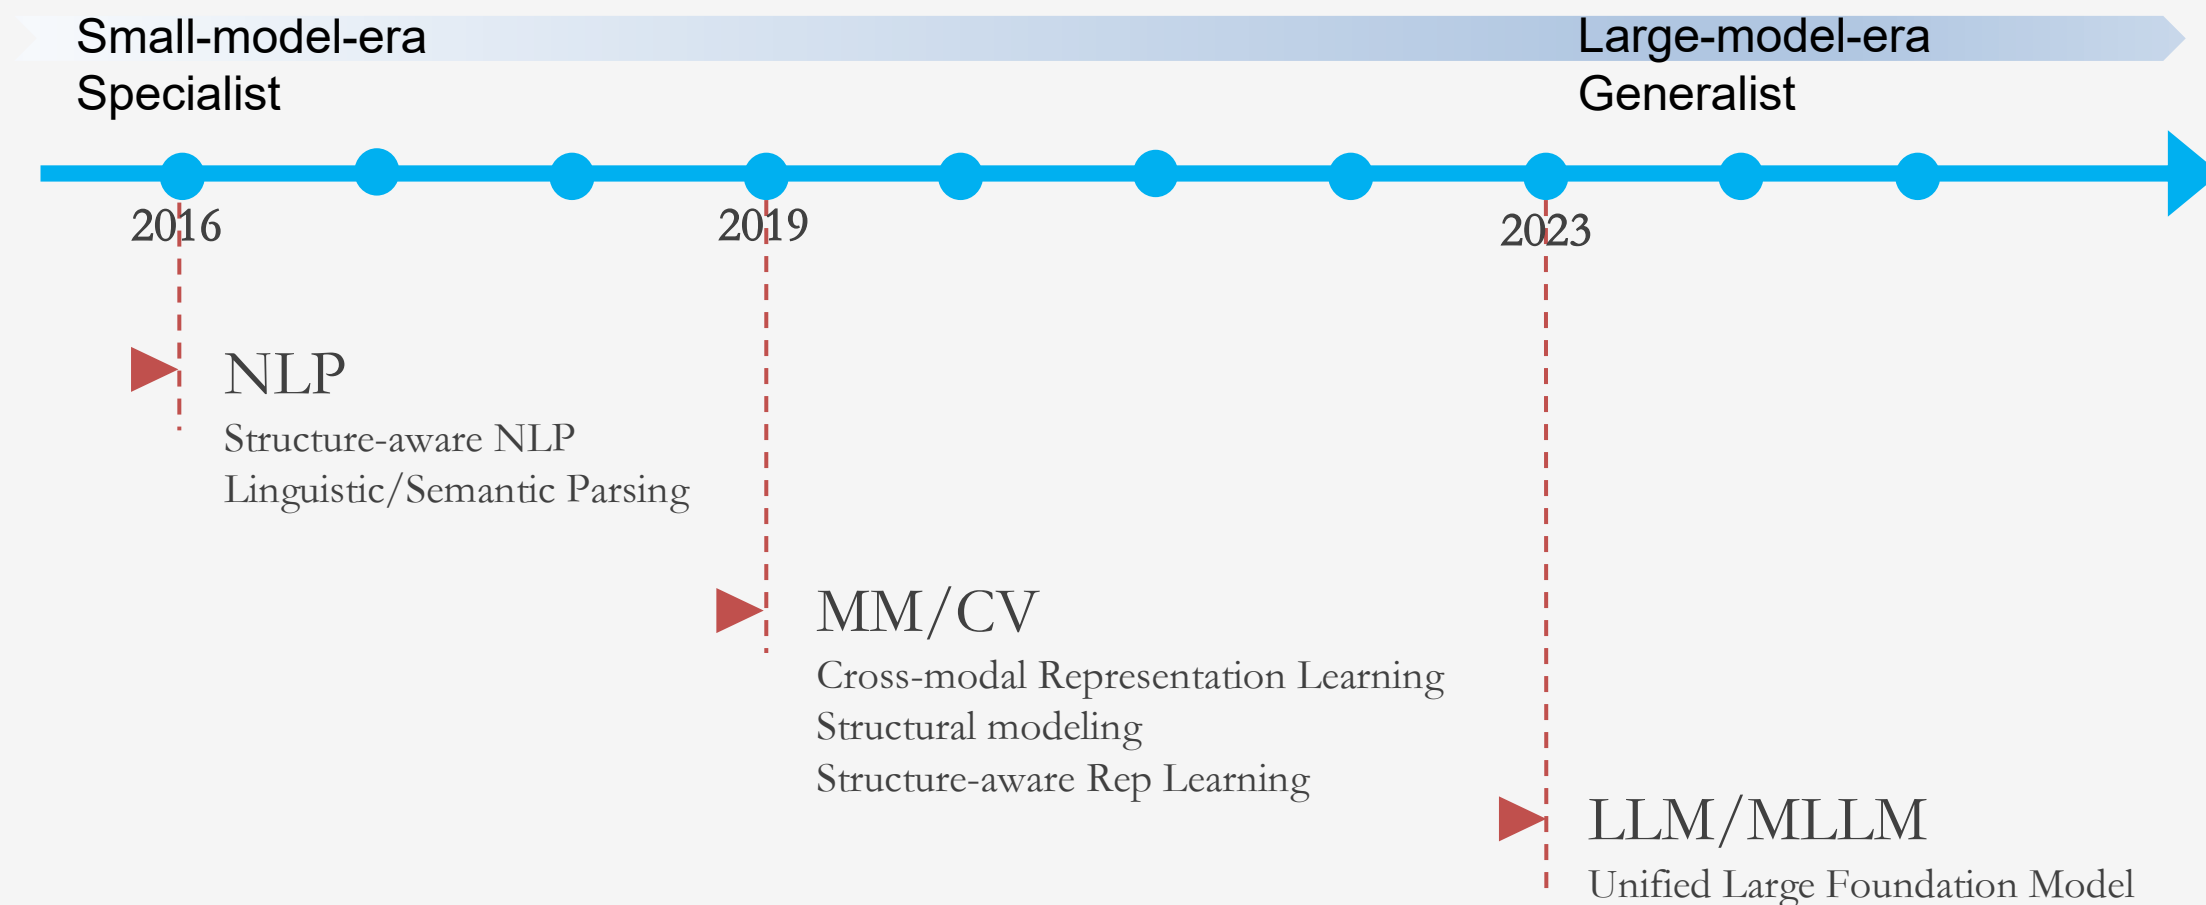 Small-model-era
Specialist
Large-model-era
Generalist
2016
2019
2023
NLP
Structure-aware NLP
Linguistic/Semantic Parsing
MM/CV
Cross-modal Representation Learning
Structural modeling
Structure-aware Rep Learning
LLM/MLLM
Unified Large Foundation Model